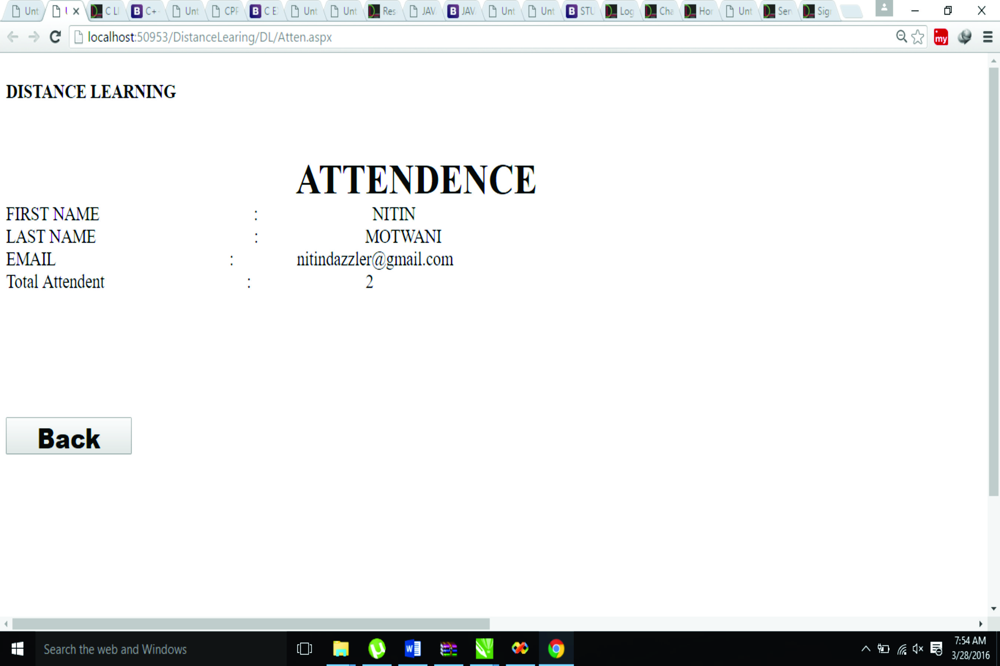 Unt U C LI B C+- Unt CPP B C E Unt Unt Res JAV B JAV Unt Unt B STU Log Cha Hor Unt Sen Sig
localhost:50953/DistanceLearing/DL/Atten.aspx my
DISTANCE LEARNING
ATTENDENCE
FIRST NAME : NITIN
LAST NAME : MOTWANI
EMAIL : nitindazzler@gmail.com
Total Attendent : 2
Back
Search the web and Windows
7:54 AM
3/28/2016